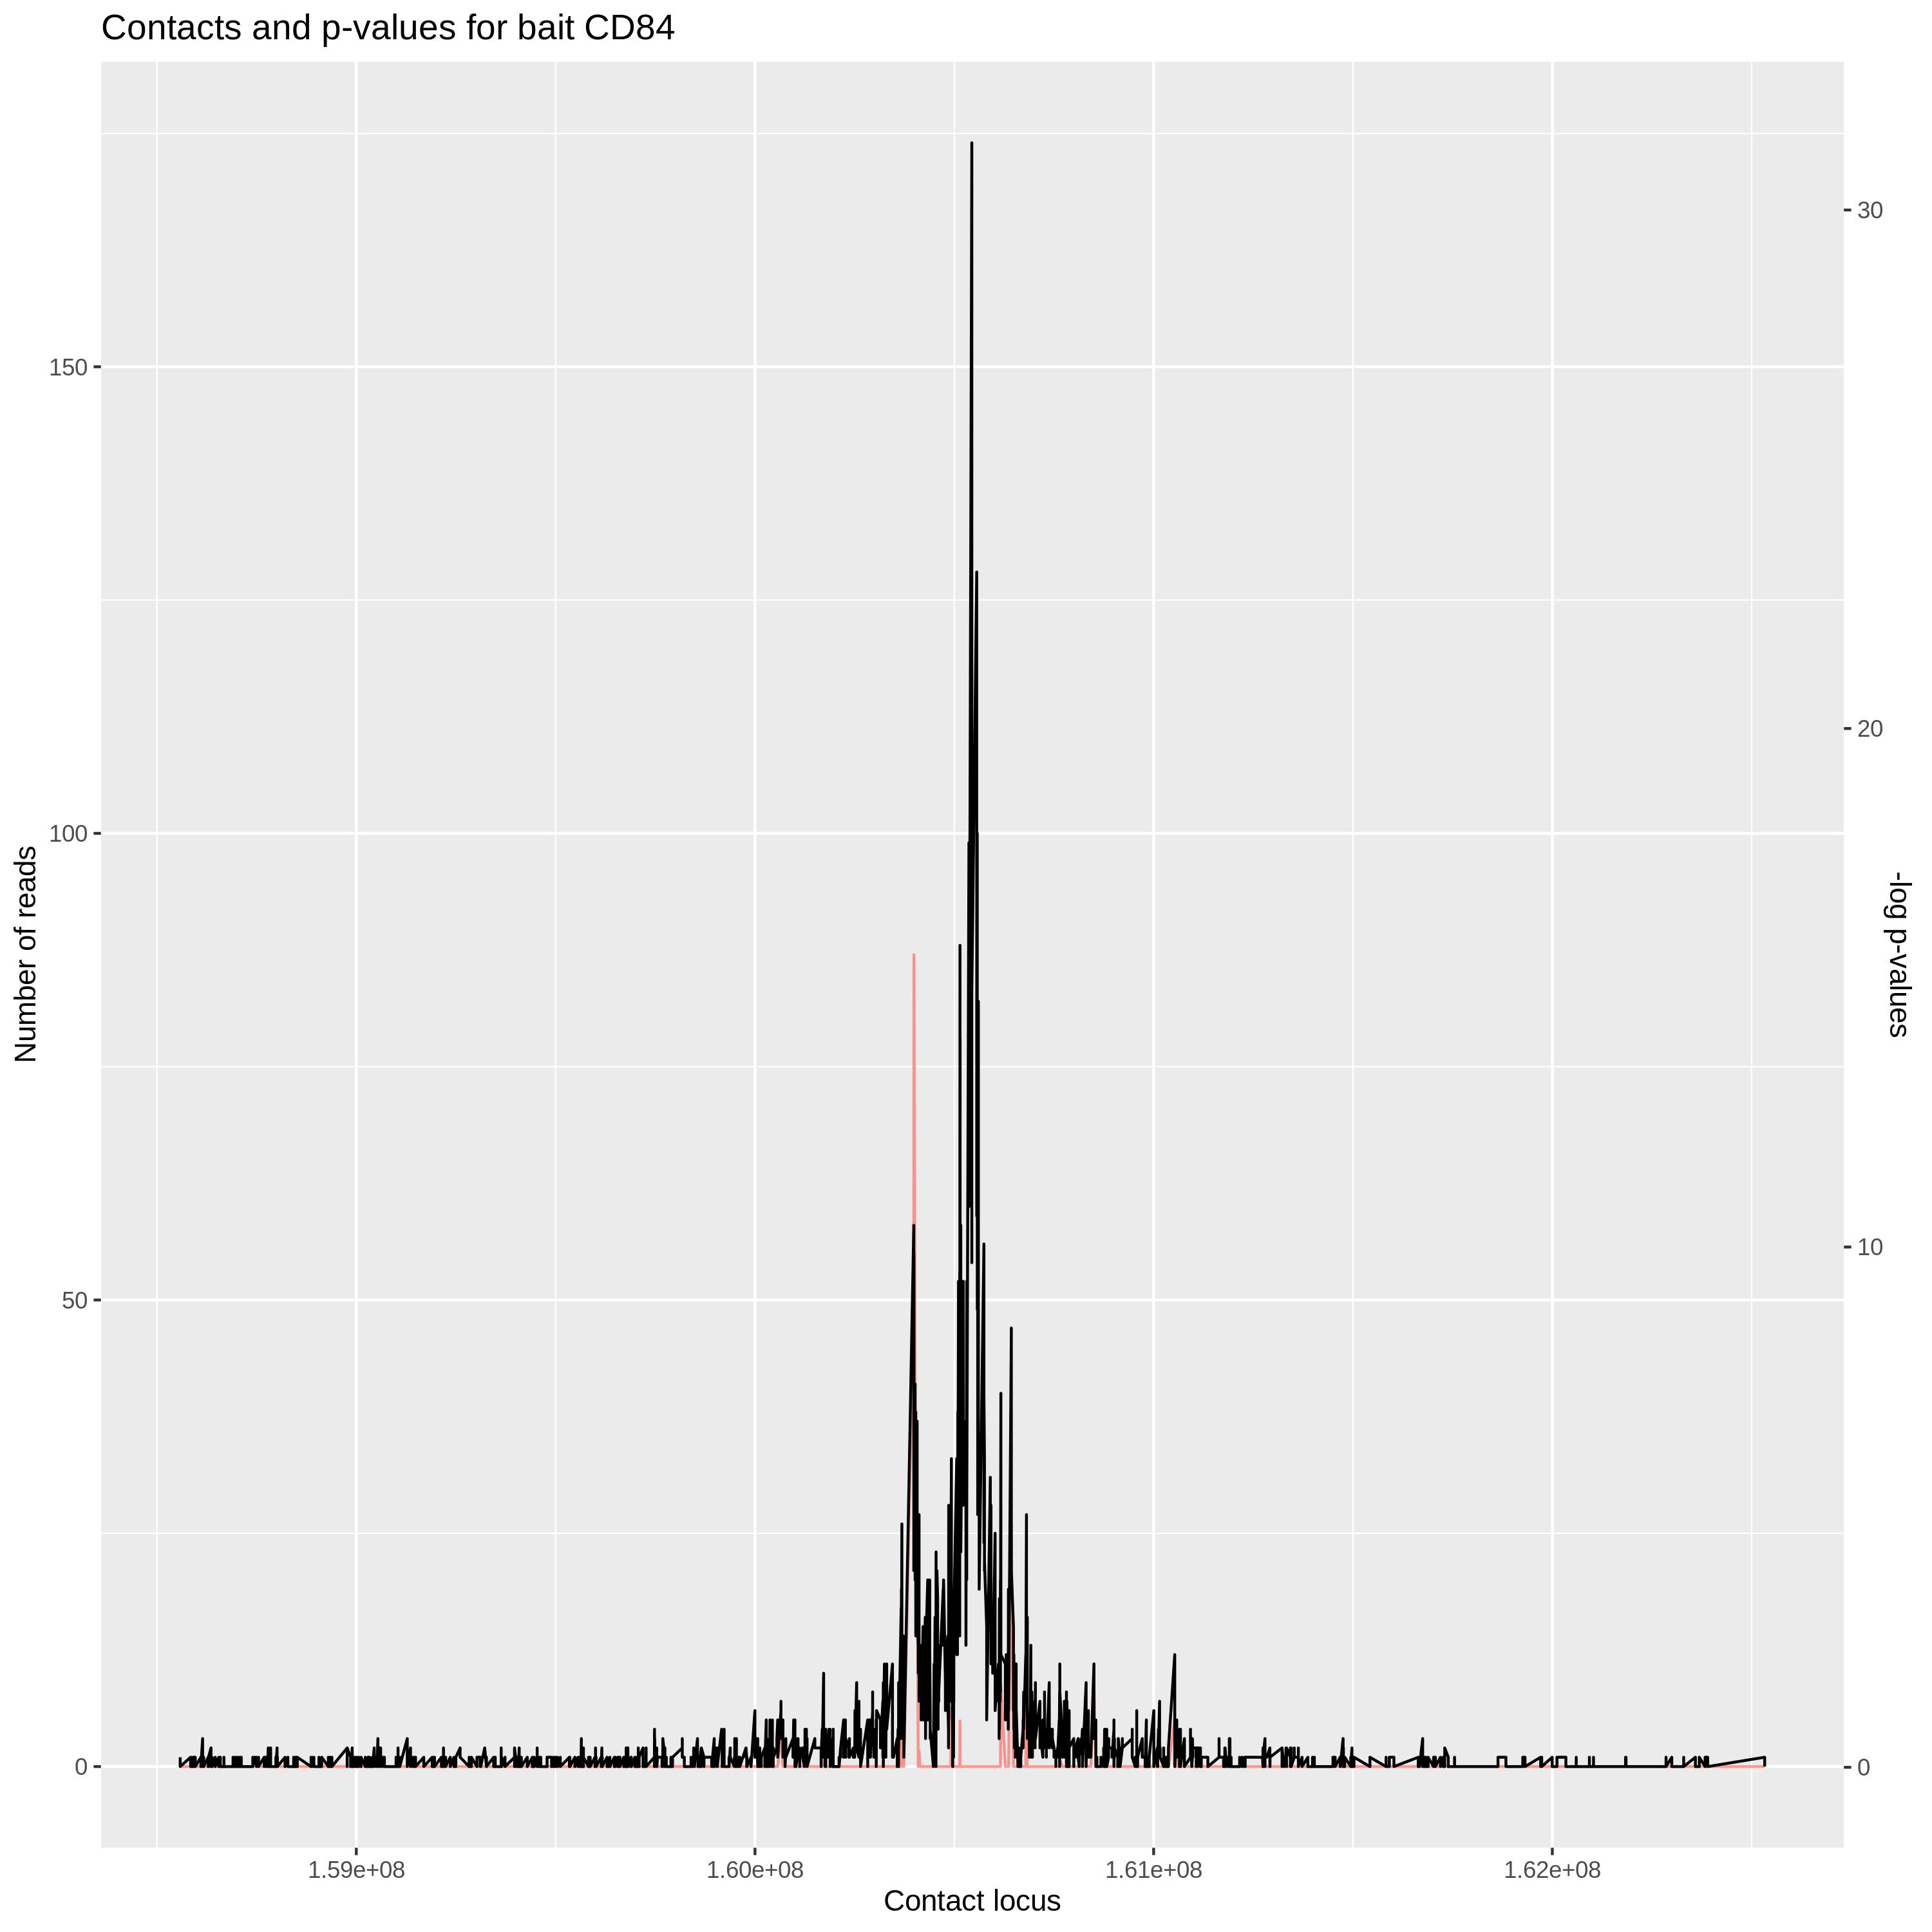 Contacts and p-values for bait CD84
Number of reads
150
100
50
0
30
20
10
0
-log p-values
1.59e+08
1.60e+08
1.61e+08
1.62e+08
Contact locus